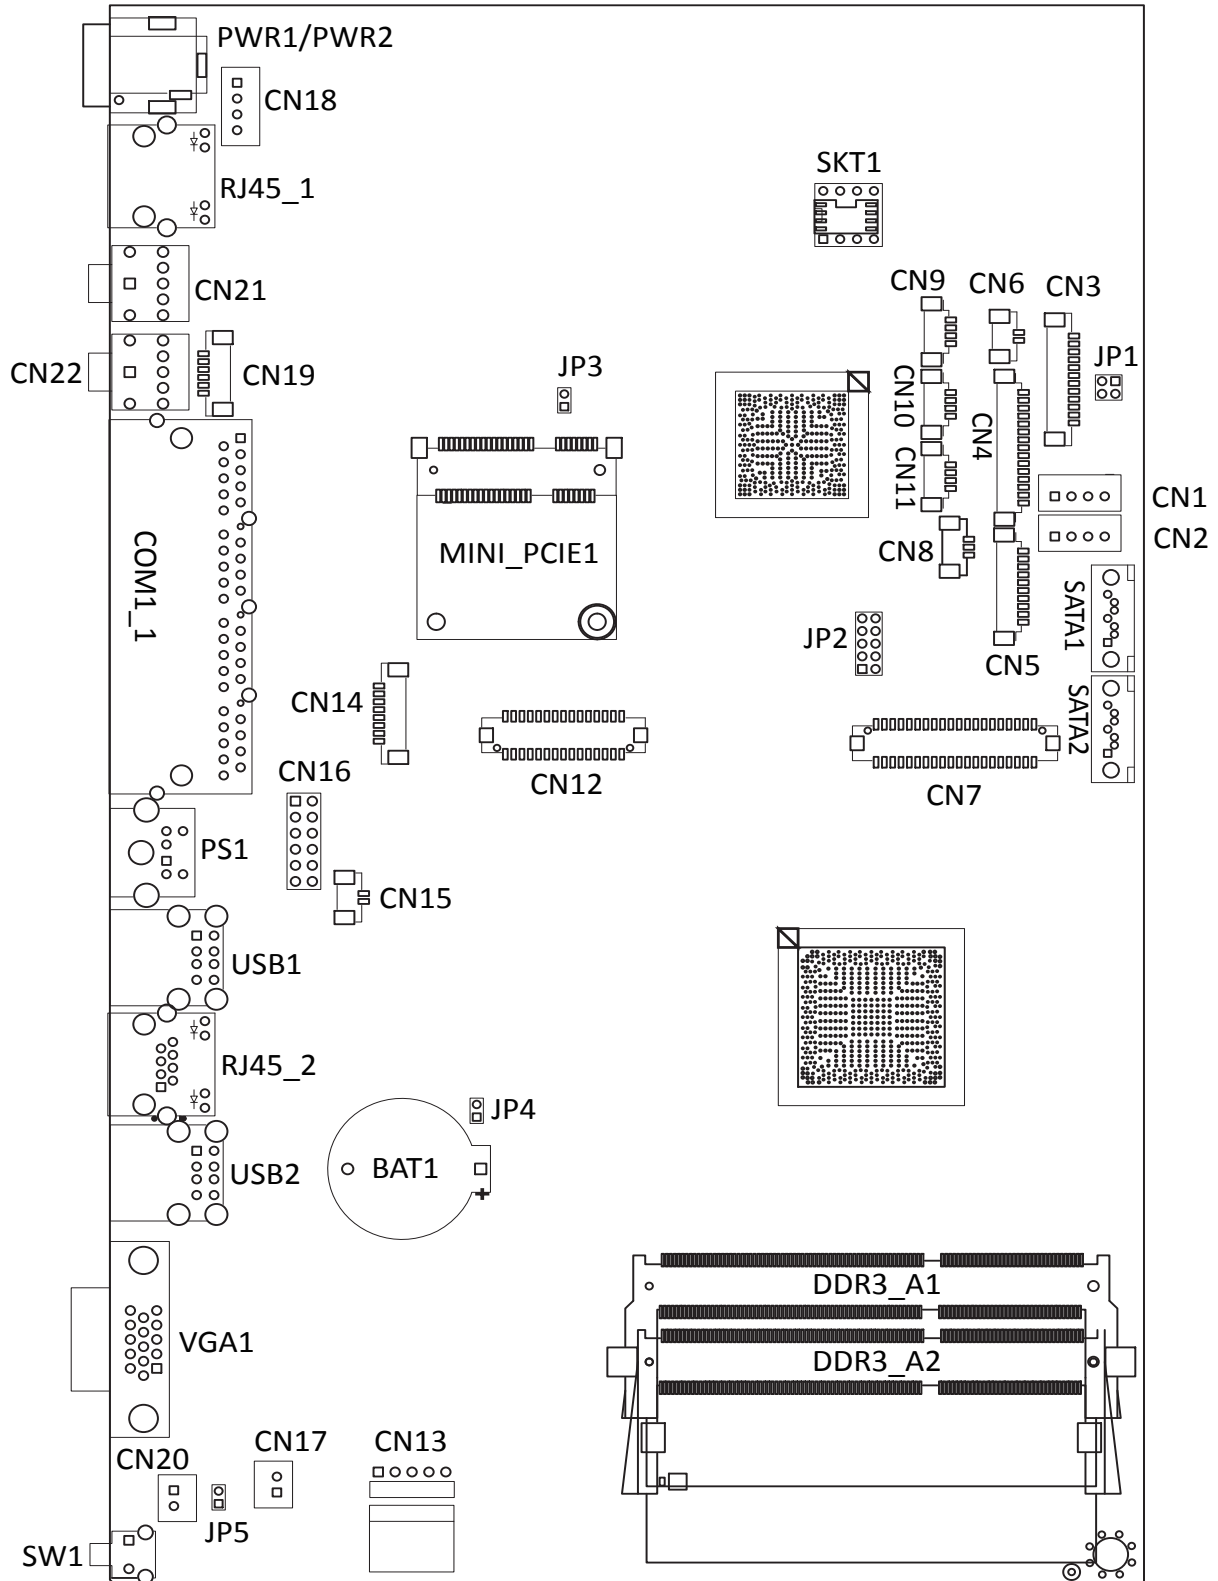 PWR1/PWR2
CN18
SKT1
RJ45_1
CN21
CN9
CN6
CN3
CN22
CN19
JP3
JP1
CN10
CN4
CN11
CN1
CN2
CN8
MINI_PCIE1
COM1_1
SATA1
JP2
CN5
CN14
SATA2
CN16
CN12
CN7
PS1
CN15
USB1
RJ45_2
JP4
USB2
BAT1
DDR3_A1
VGA1
DDR3_A2
CN20
CN17
CN13
JP5
SW1